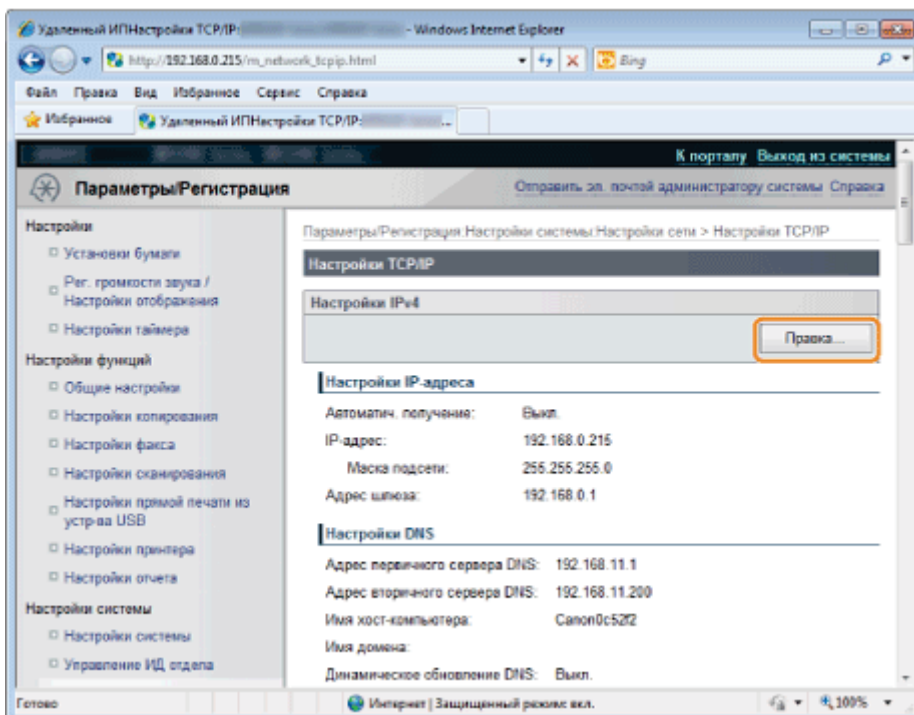 Удаленный ИПНастройки TCP/IP: - Windows Internet Explorer
http://192.168.0.215/m_network_tcpip.html
Bing
Файл Правка Вид Избранное Сервис Справка
Избранное Удаленный ИПНастройки TCP/IP: ...
К порталу Выход из системы
Параметры/Регистрация
Отправить эл. почтой администратору системы Справка
Настройки
Установки бумаги
Рег. громкости звука /
Настройки отображения
Настройки таймера
Настройки функций
Общие настройки
Настройки копирования
Настройки факса
Настройки сканирования
Настройки прямой печати из
устр-ва USB
Настройки принтера
Настройки отчета
Настройки системы
Настройки системы
Управление ИД отдела
Параметры/Регистрация:Настройки системы:Настройки сети > Настройки TCP/IP
Настройки TCP/IP
Настройки IPv4
Правка...
Настройки IP-адреса
Автоматич. получение: Выкл.
IP-адрес: 192.168.0.215
Маска подсети: 255.255.255.0
Адрес шлюза: 192.168.0.1
Настройки DNS
Адрес первичного сервера DNS: 192.168.11.1
Адрес вторичного сервера DNS: 192.168.11.200
Имя хост-компьютера: Canon0c52f2
Имя домена:
Динамическое обновление DNS: Выкл.
Готово
Интернет | Защищенный режим: вкл.
100%